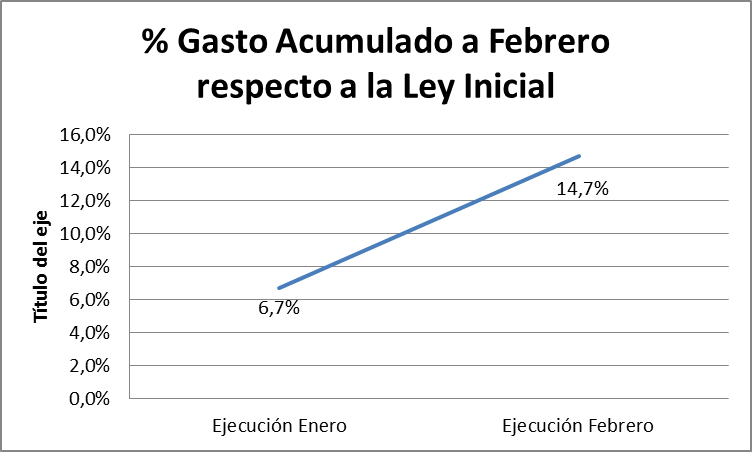 % Gasto Acumulado a Febrero
respecto a la Ley Inicial
16,0%
14,0%
12,0%
10,0%
8,0%
6,0%
4,0%
2,0%
0,0%
Título del eje
6,7%
14,7%
Ejecución Enero
Ejecución Febrero